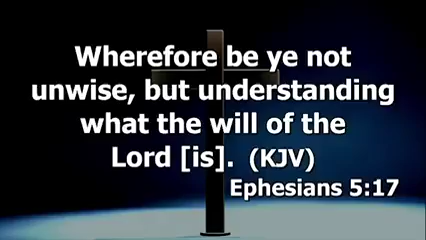 Wherefore be ye not
unwise, but understanding
what the will of the
Lord [is]. (KJV)
Ephesians 5:17